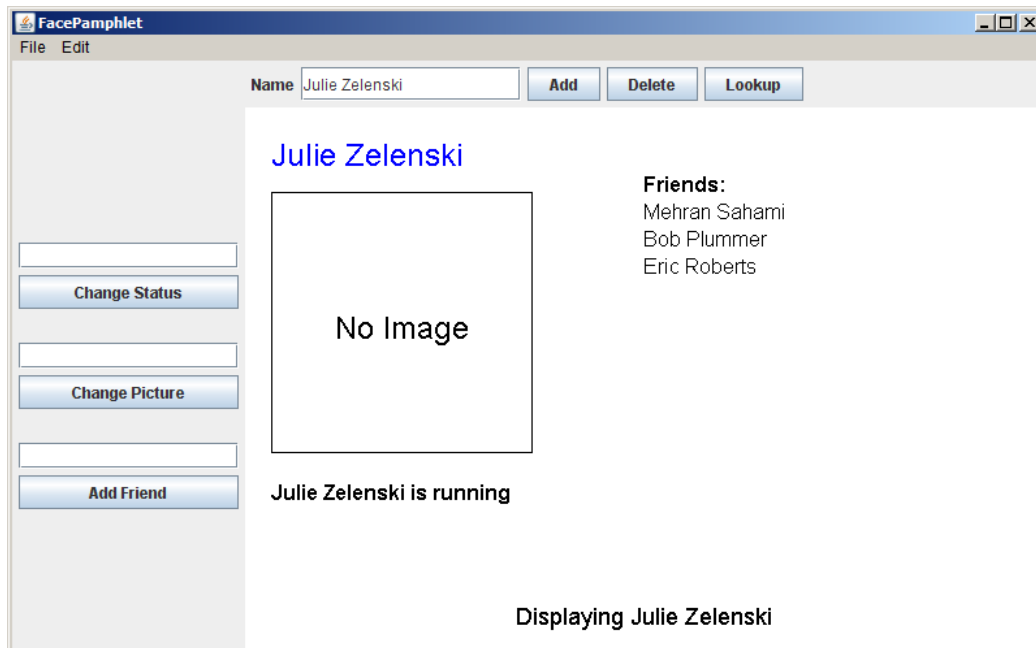 FacePamphlet
File Edit
Name Julie Zelenski Add Delete Lookup
Julie Zelenski
Friends:
Mehran Sahami
Bob Plummer
Eric Roberts
Change Status
No Image
Change Picture
Add Friend
Julie Zelenski is running
Displaying Julie Zelenski